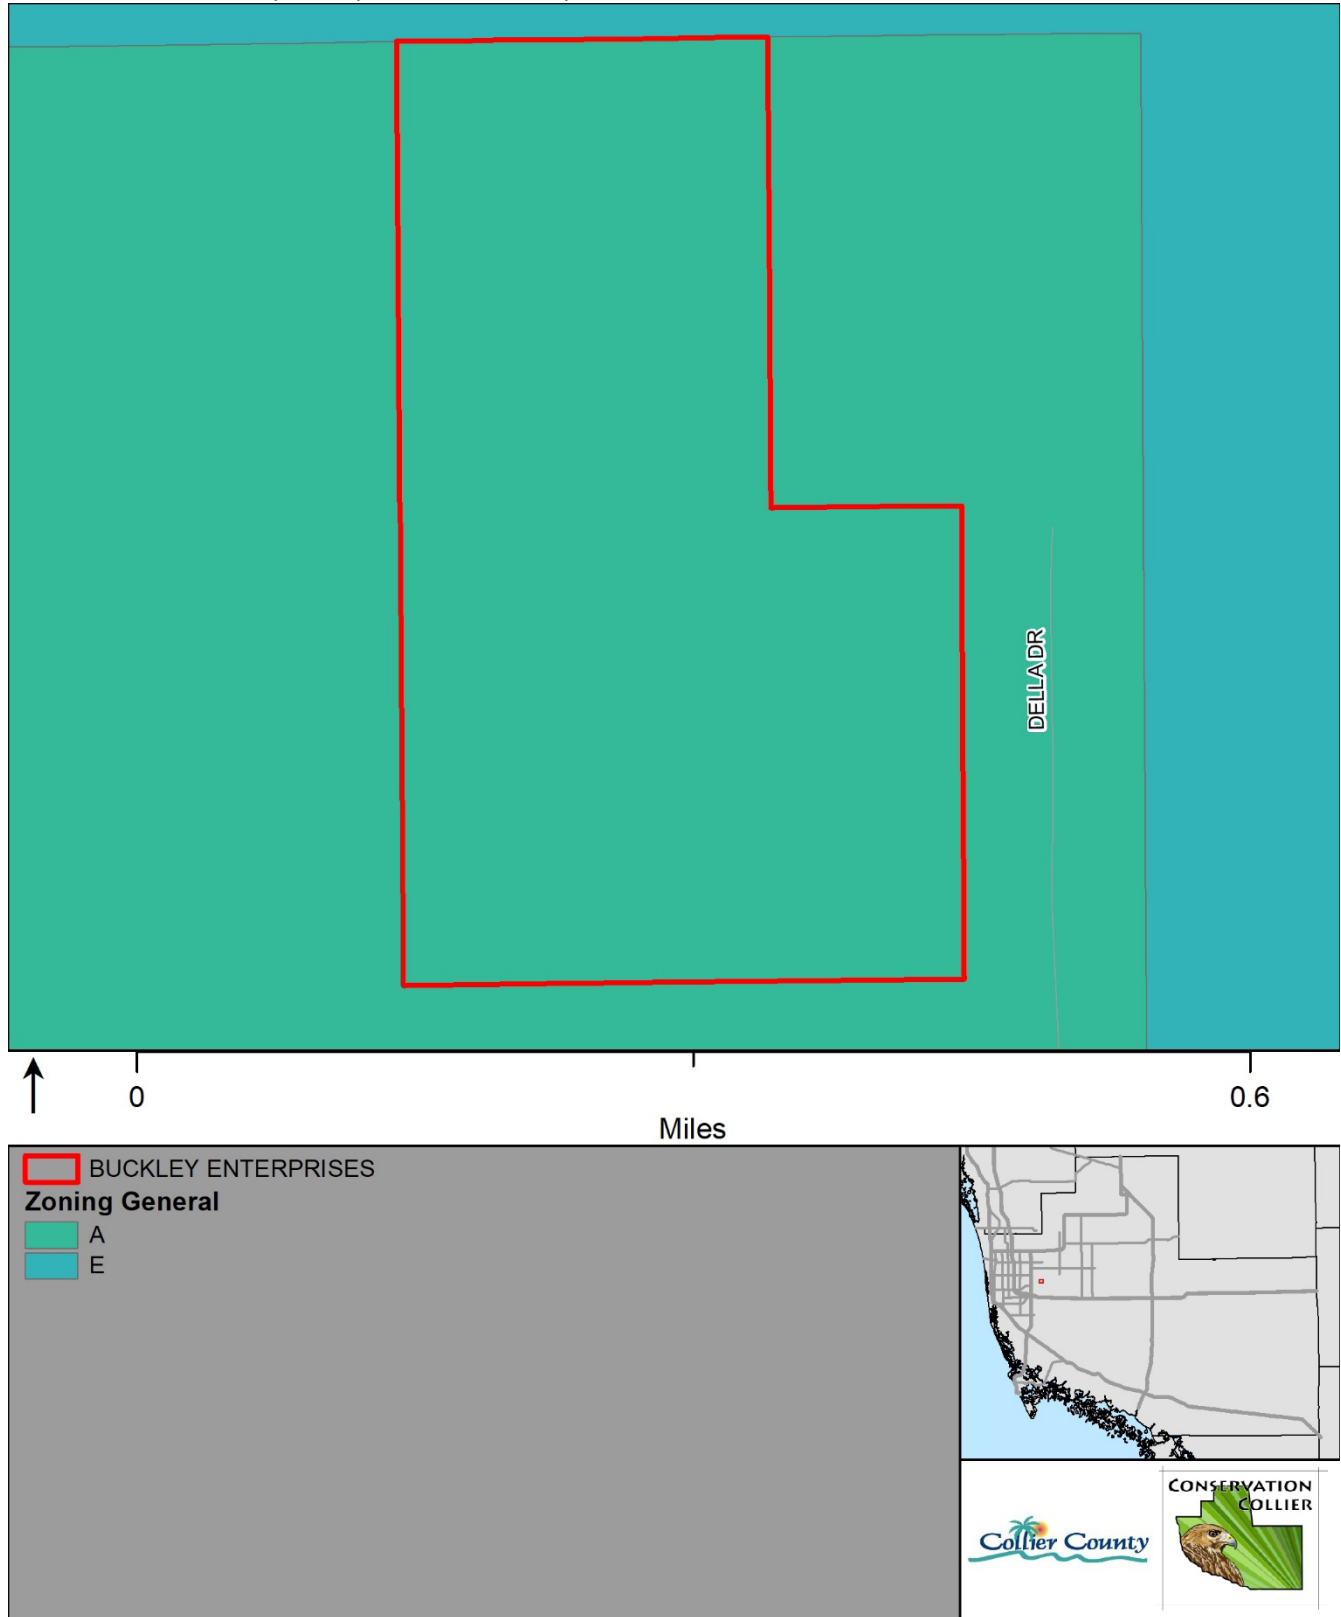 DELLA DR
0
0.6
Miles
BUCKLEY ENTERPRISES
Zoning General
A
E
CONSERVATION
COLLIER
Collier County